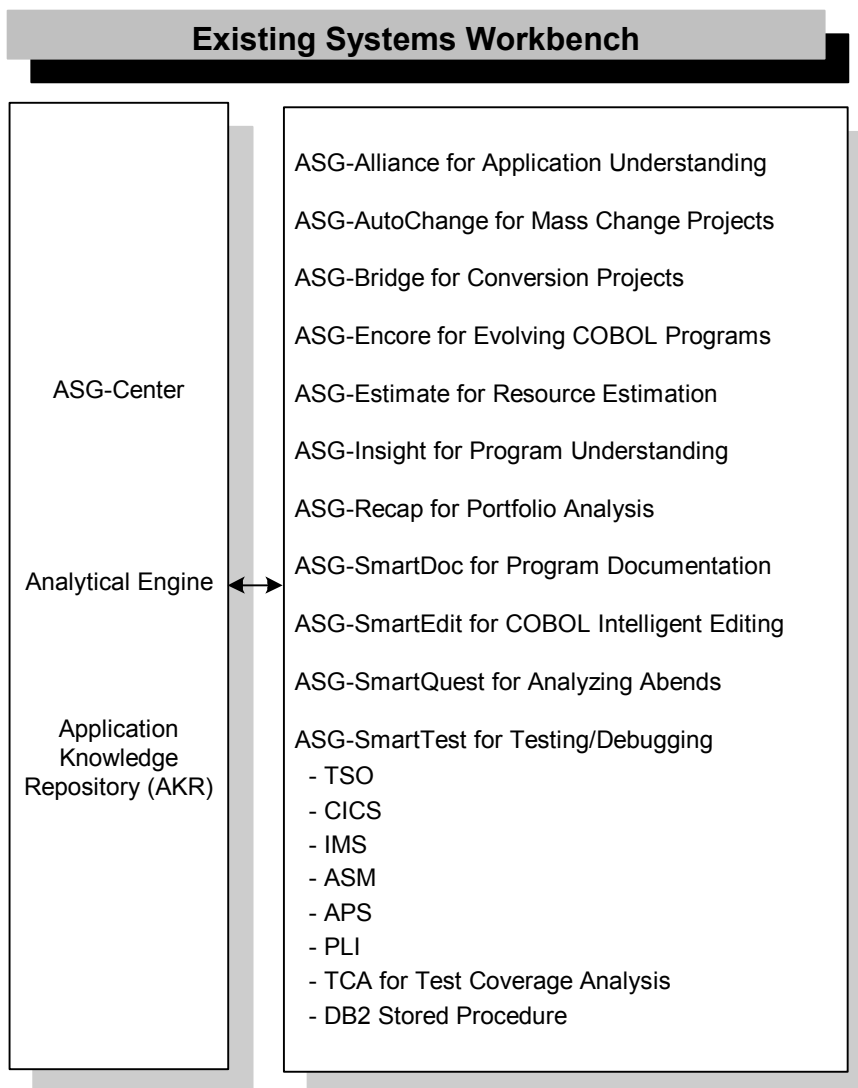 Existing Systems Workbench
ASG-Center
Analytical Engine
Application
Knowledge
Repository (AKR)
ASG-Alliance for Application Understanding
ASG-AutoChange for Mass Change Projects
ASG-Bridge for Conversion Projects
ASG-Encore for Evolving COBOL Programs
ASG-Estimate for Resource Estimation
ASG-Insight for Program Understanding
ASG-Recap for Portfolio Analysis
ASG-SmartDoc for Program Documentation
ASG-SmartEdit for COBOL Intelligent Editing
ASG-SmartQuest for Analyzing Abends
ASG-SmartTest for Testing/Debugging
- TSO
- CICS
- IMS
- ASM
- APS
- PLI
- TCA for Test Coverage Analysis
- DB2 Stored Procedure